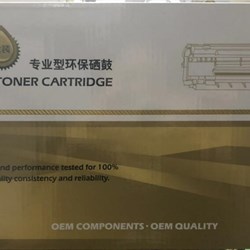 专业型环保硒鼓
TONER CARTRIDGE
and performance tested for 100%
consistency and reliability.
OEM COMPONENTS · OEM QUALITY